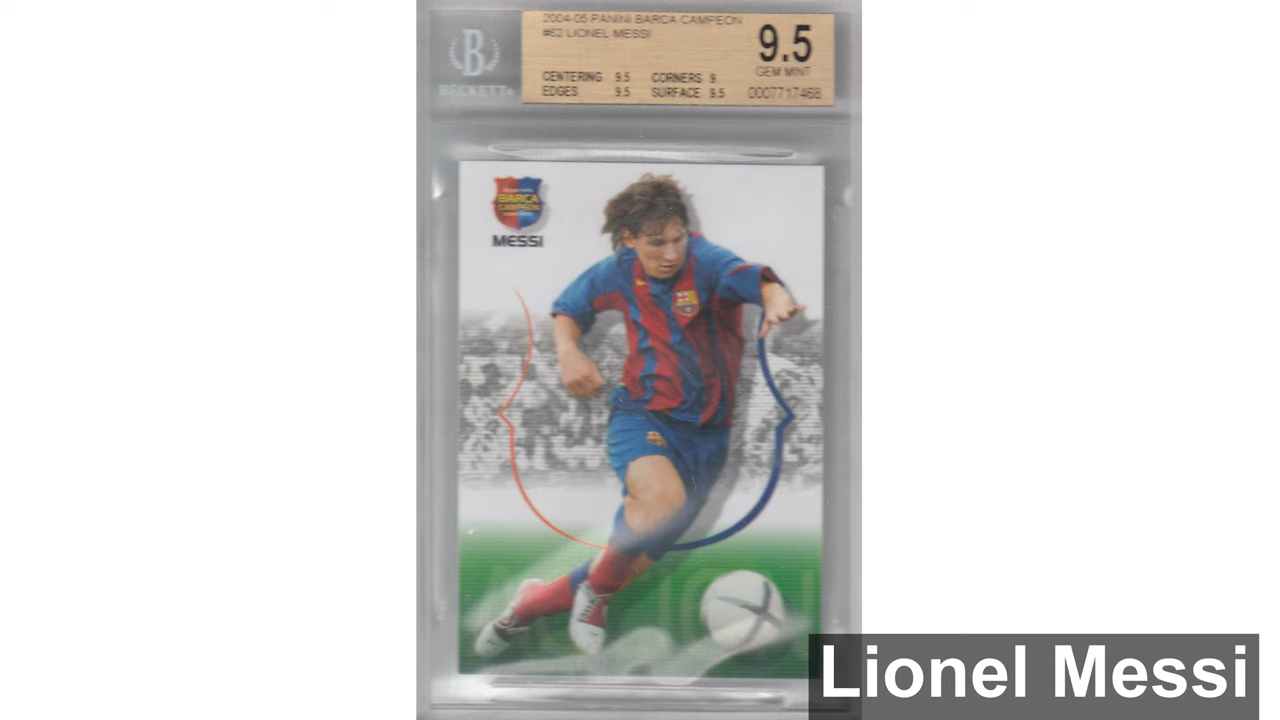 2004-05 PANINI BARCA CAMPEON
#62 LIONEL MESSI
9.5
GEM MINT
CENTERING 9.5 CORNERS 9
EDGES 9.5 SURFACE 9.5
0007717468
B
BECKETT
BARCA
CAMPEON
MESSI
Lionel Messi